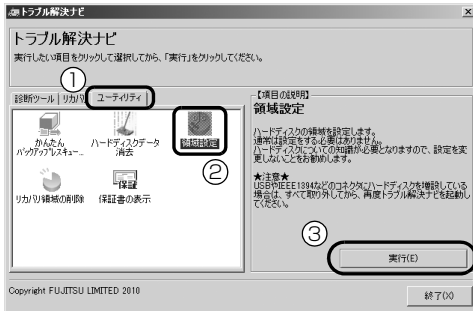 トラブル解決ナビ
トラブル解決ナビ
実行したい項目をクリックして選択してから、「実行」をクリックしてください。
①
診断ツール
リカバリ
ユーティリティ
かんたん
バックアップレスキュー...
ハードディスクデータ
消去
領域設定
②
リカバリ領域の削除
保証書の表示
保証
【項目の説明】
領域設定
ハードディスクの領域を設定します。
通常は設定をする必要はありません。
ハードディスクについての知識が必要となりますので、設定を変
更しないことをお勧めします。
★注意★
USBやIEEE1394などのコネクタにハードディスクを増設している
場合は、すべて取り外してから、再度トラブル解決ナビを起動し
てください。
③
実行(E)
Copyright FUJITSU LIMITED 2010
終了(X)